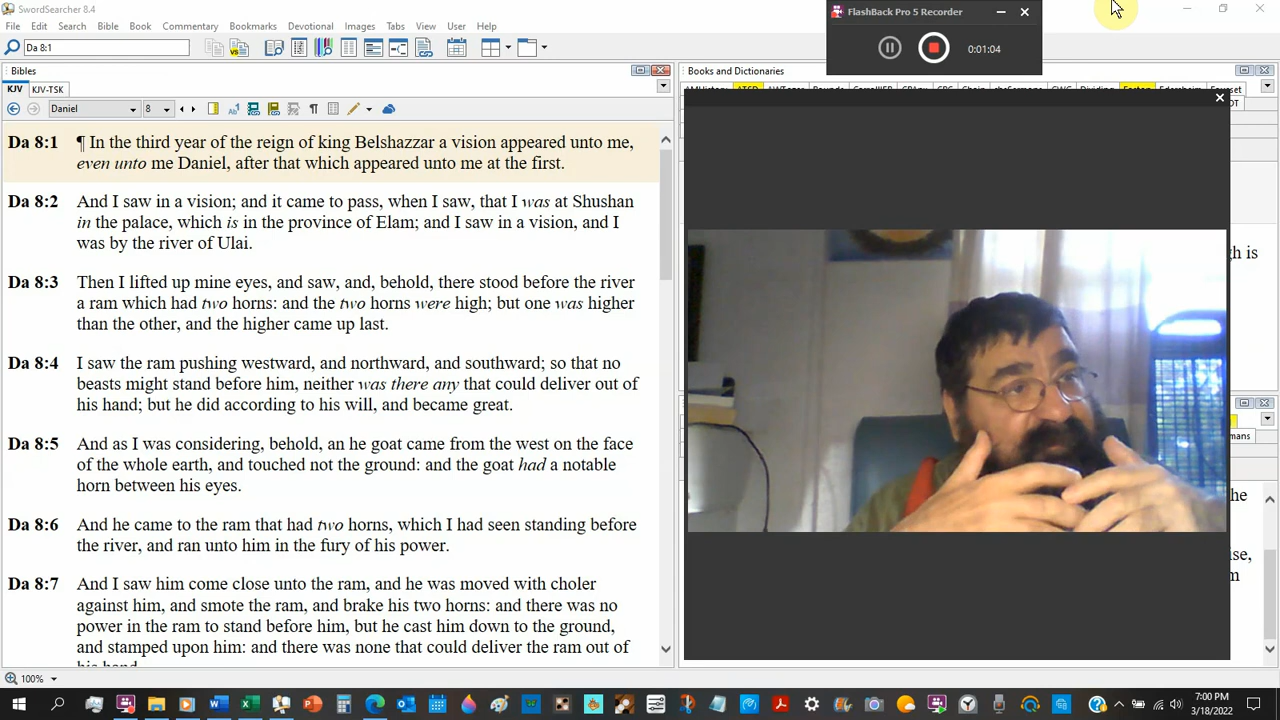 SwordSearcher 8.4
FlashBack Pro 5 Recorder
File Edit Search Bible Book Commentary Bookmarks Devotional Images Tabs View User Help
Da 8:1
0:01:04
Bibles
Books and Dictionaries
KJV KJV-TSK
Daniel 8
Da 8:1 ¶ In the third year of the reign of king Belshazzar a vision appeared unto me,
even unto me Daniel, after that which appeared unto me at the first.
Da 8:2 And I saw in a vision; and it came to pass, when I saw, that I was at Shushan
in the palace, which is in the province of Elam; and I saw in a vision, and I
was by the river of Ulai.
Da 8:3 Then I lifted up mine eyes, and saw, and, behold, there stood before the river
a ram which had two horns: and the two horns were high; but one was higher
than the other, and the higher came up last.
Da 8:4 I saw the ram pushing westward, and northward, and southward; so that no
beasts might stand before him, neither was there any that could deliver out of
his hand; but he did according to his will, and became great.
Da 8:5 And as I was considering, behold, an he goat came from the west on the face
of the whole earth, and touched not the ground: and the goat had a notable
horn between his eyes.
Da 8:6 And he came to the ram that had two horns, which I had seen standing before
the river, and ran unto him in the fury of his power.
Da 8:7 And I saw him come close unto the ram, and he was moved with choler
against him, and smote the ram, and brake his two horns: and there was no
power in the ram to stand before him, but he cast him down to the ground,
and stamped upon him: and there was none that could deliver the ram out of
his hand.
is
he
100%
7:00 PM
3/18/2022